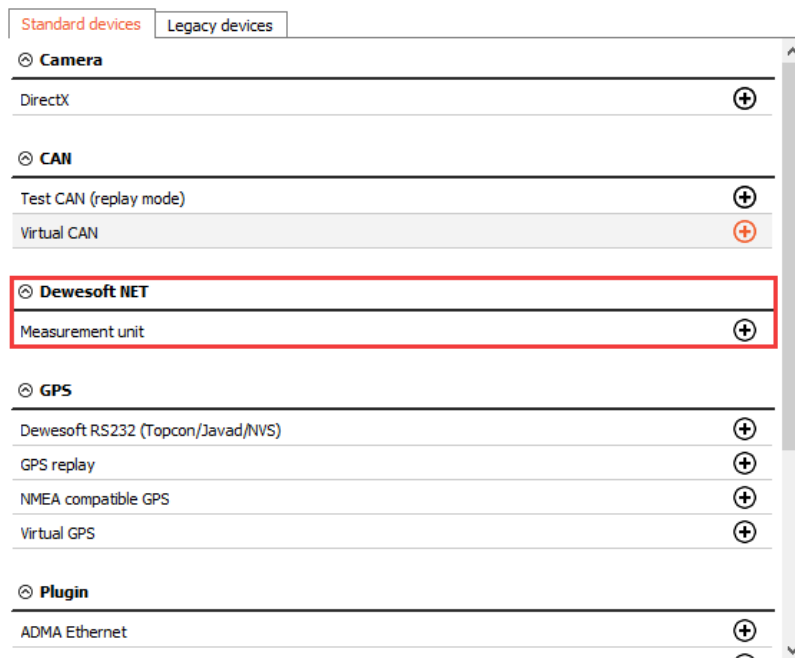 Standard devices
Legacy devices
Camera
DirectX
CAN
Test CAN (replay mode)
Virtual CAN
Dewesoft NET
Measurement unit
GPS
Dewesoft RS232 (Topcon/Javad/NVS)
GPS replay
NMEA compatible GPS
Virtual GPS
Plugin
ADMA Ethernet